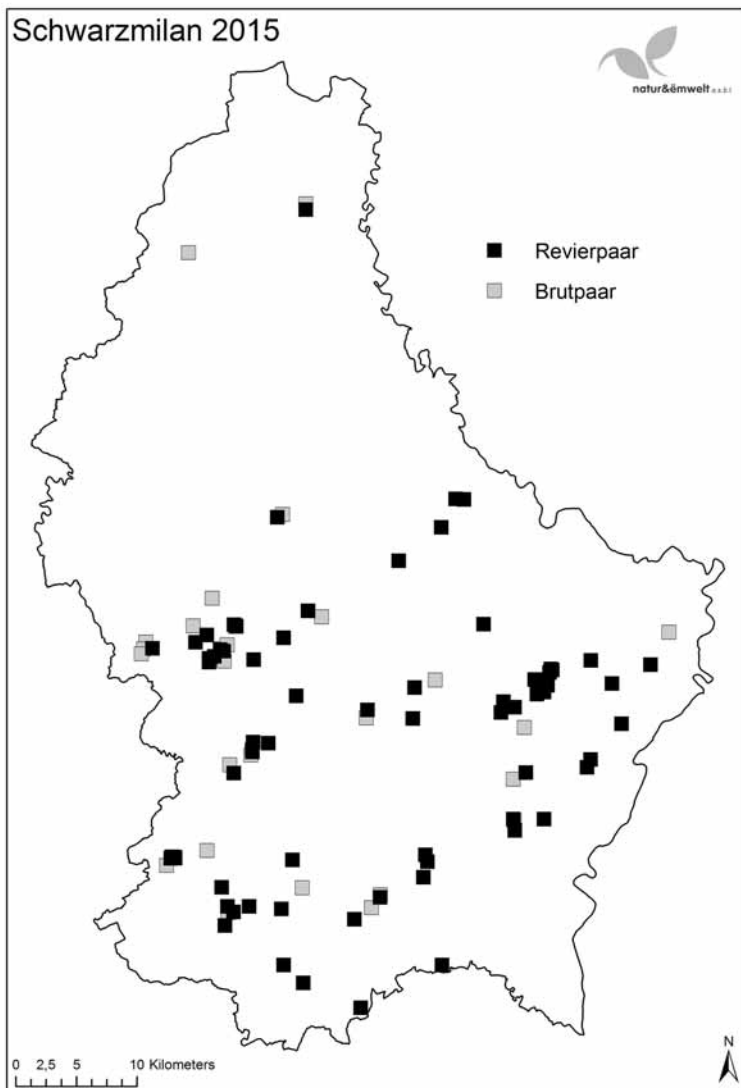 Schwarzmilan 2015
natur&ëmwelt a.s.b.l
Revierpaar
Brutpaar
N
0 2,5 5 10 Kilometers